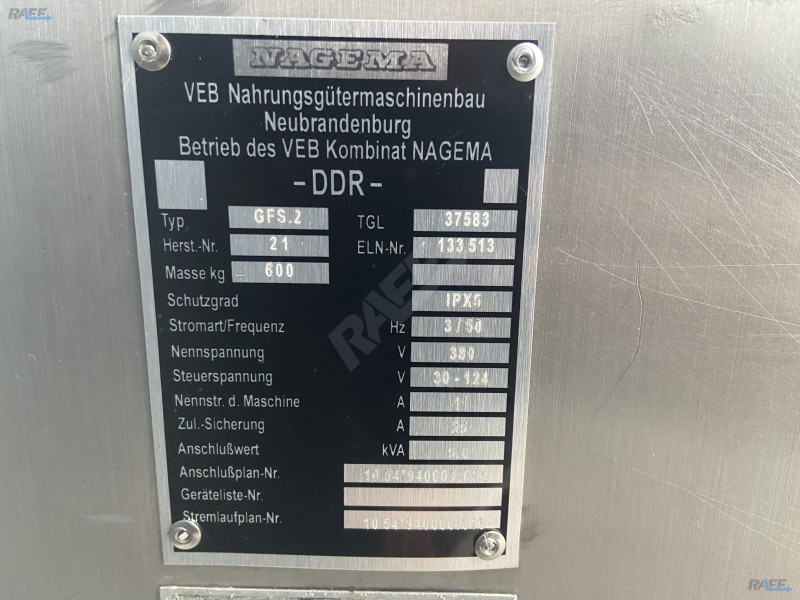 RAEE
RAEE
NAGEMA
VEB Nahrungsgütermaschinenbau
Neubrandenburg
Betrieb des VEB Kombinat NAGEMA
-DDR-
Typ GFS.2 TGL 37583
Herst.-Nr. 21 ELN-Nr. 133 513
Masse kg 600
Schutzgrad IPX5
Stromart/Frequenz Hz 3/50
Nennspannung V 380
Steuerspannung V 30-124
Nennstr. d. Maschine A
Zul.-Sicherung A
Anschlußwert kVA
Anschlußplan-Nr.
Geräteliste-Nr.
Stremlaufplan-Nr.
RAEE